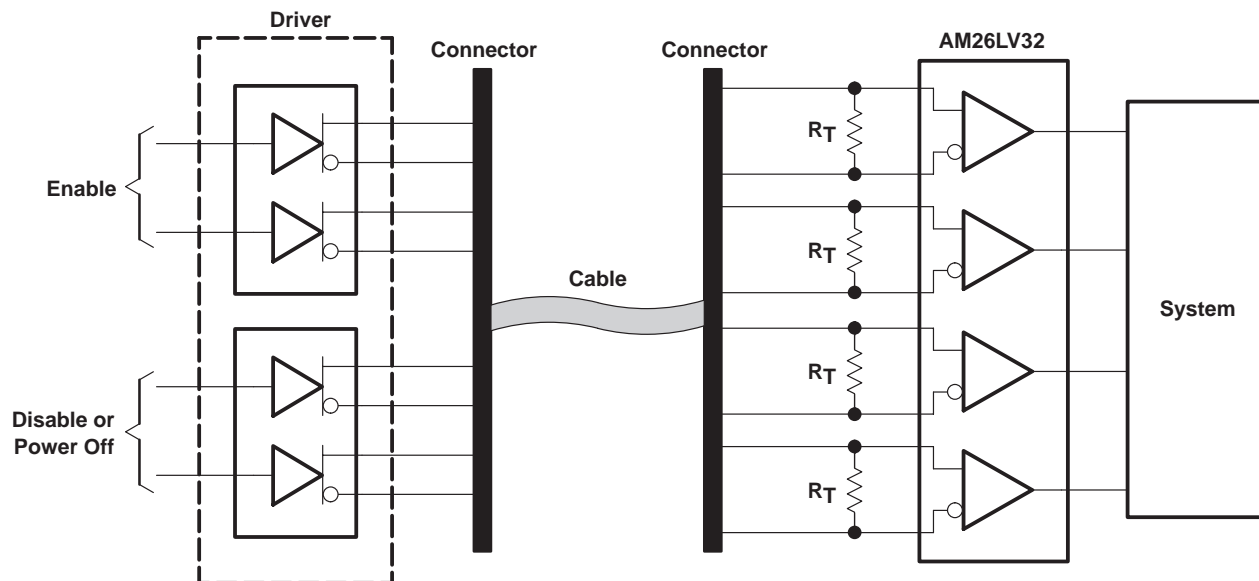 Driver
Connector
Connector
AM26LV32
Enable
Disable or
Power Off
Cable
RT
RT
RT
RT
System